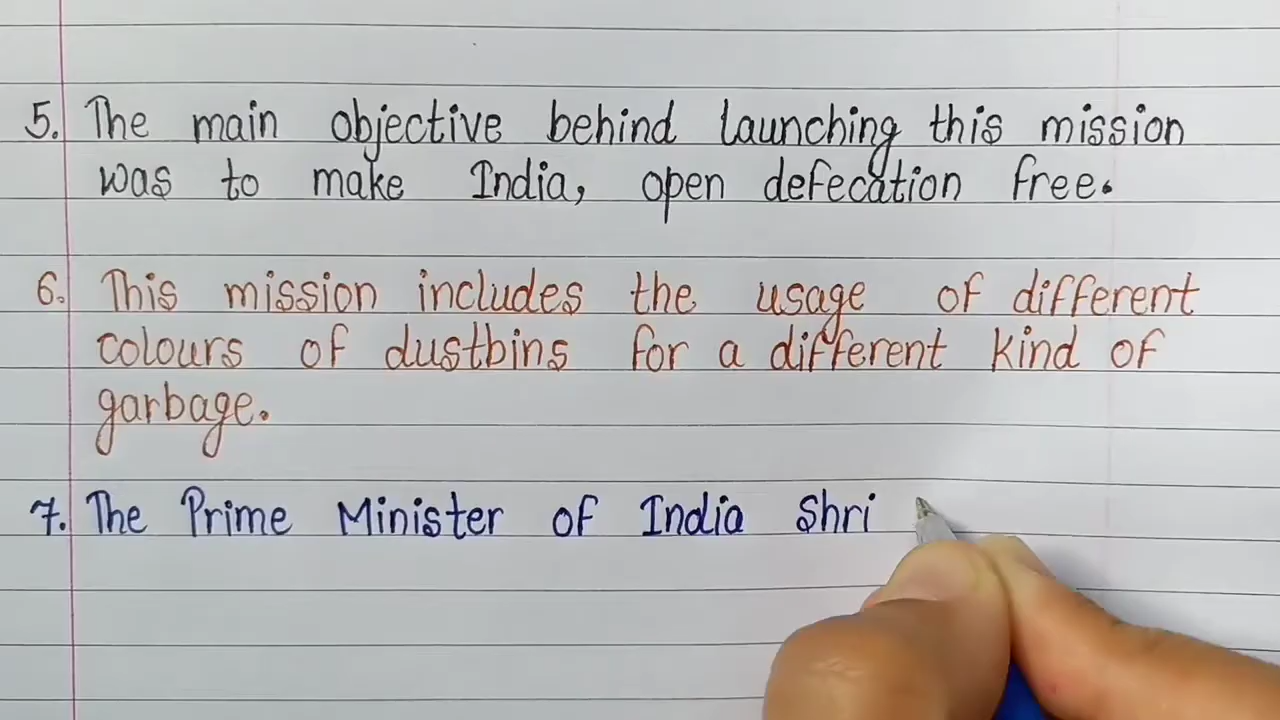 5. The main objective behind launching this mission
was to make India, open defecation free.
6. This mission includes the usage of different
colours of dustbins for a different kind of
garbage.
7. The Prime Minister of India Shri